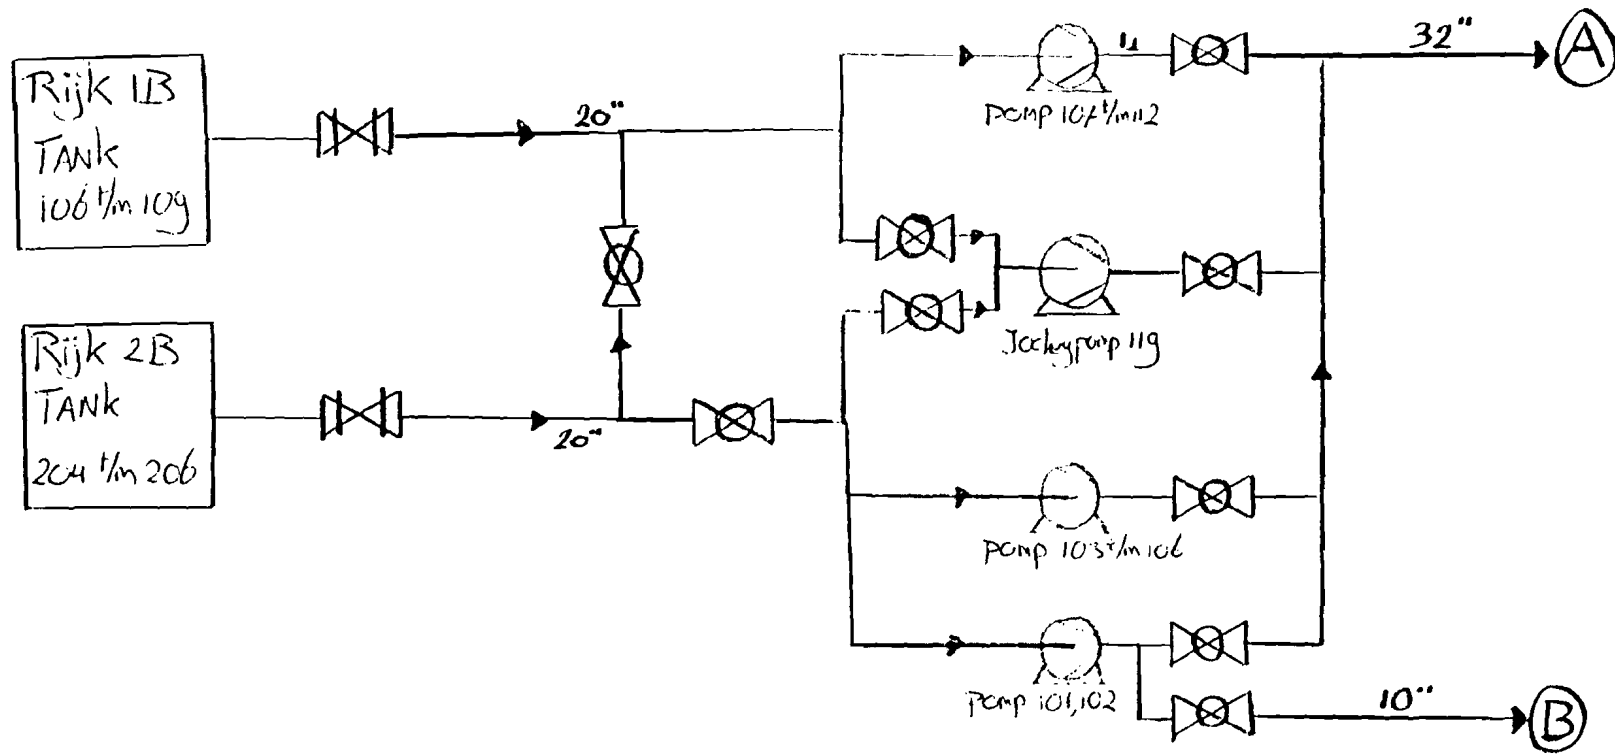 Rijk 1B
TANK
106 t/m 109
20"
Pomp 107 t/m 112
32"
A
Jockeypomp 119
Rijk 2B
TANK
204 t/m 206
20"
Pomp 103 t/m 106
Pomp 101,102
10"
B